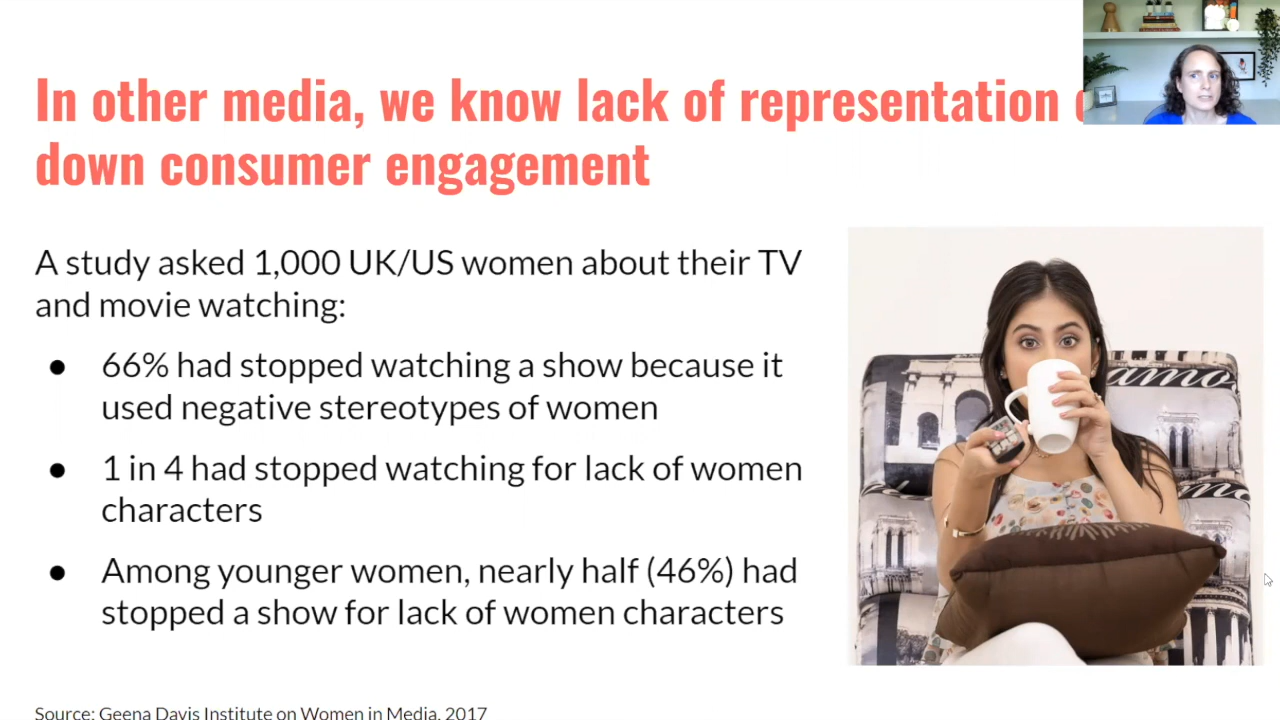 In other media, we know lack of representation
down consumer engagement
A study asked 1,000 UK/US women about their TV
and movie watching:
● 66% had stopped watching a show because it
used negative stereotypes of women
● 1 in 4 had stopped watching for lack of women
characters
● Among younger women, nearly half (46%) had
stopped a show for lack of women characters
Source: Geena Davis Institute on Women in Media, 2017